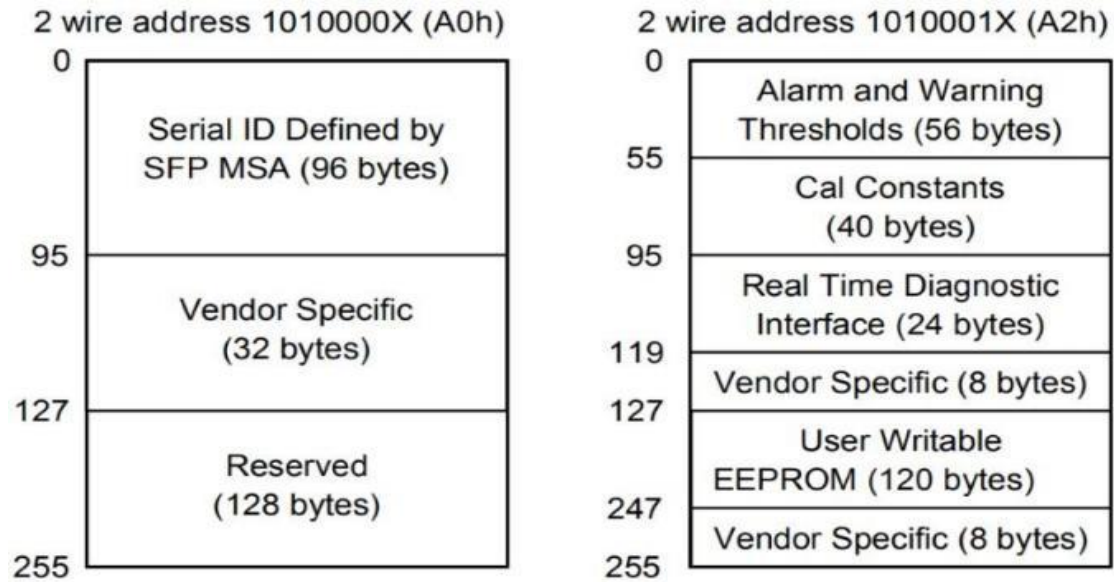 2 wire address 1010000X (A0h)
0
Serial ID Defined by
SFP MSA (96 bytes)
95
Vendor Specific
(32 bytes)
127
Reserved
(128 bytes)
255
2 wire address 1010001X (A2h)
0
Alarm and Warning
Thresholds (56 bytes)
55
Cal Constants
(40 bytes)
95
Real Time Diagnostic
Interface (24 bytes)
119
Vendor Specific (8 bytes)
127
User Writable
EEPROM (120 bytes)
247
Vendor Specific (8 bytes)
255